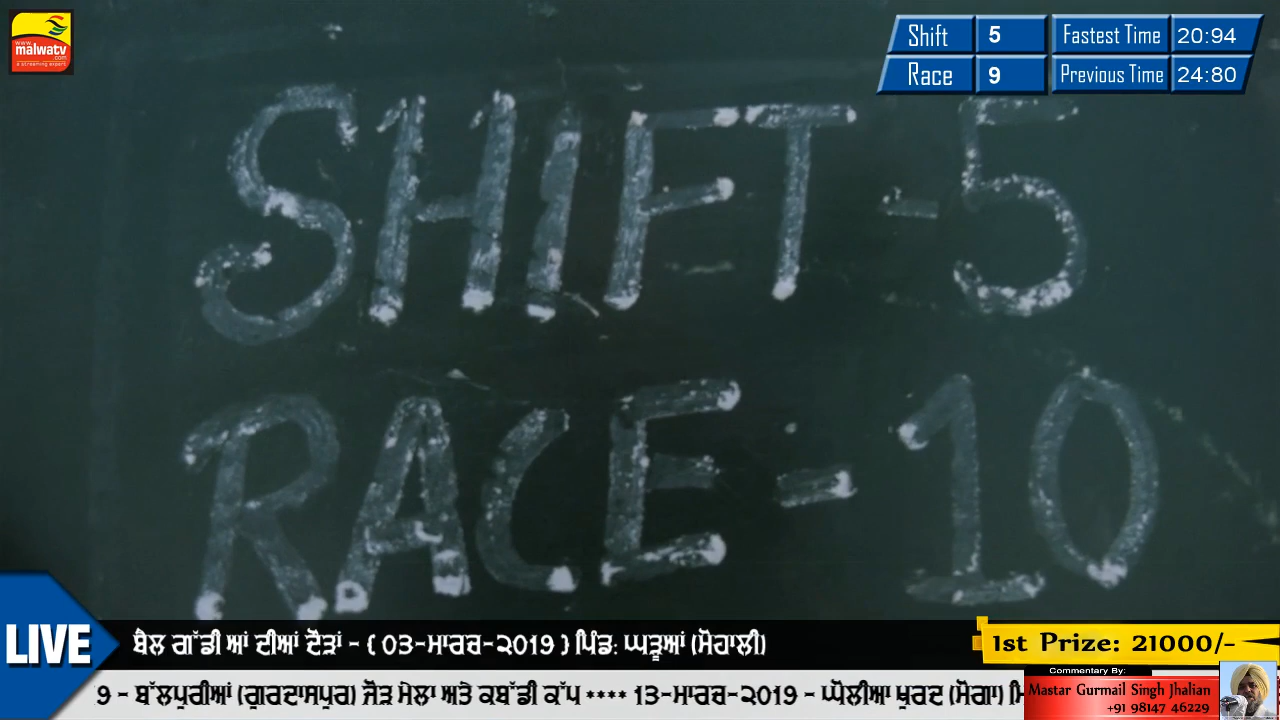 www.
malwatv
.com
a streaming expert
Shift 5 Fastest Time 20:94
Race 9 Previous Time 24:80
SHIFT - 5
RACE - 10
LIVE
ਬੈਲ ਗੱਡੀਆਂ ਦੀਆਂ ਦੌੜਾਂ - { 03-ਮਾਰਚ-੨019 } ਪਿੰਡ: ਘੜੂਆਂ (ਮੋਹਾਲੀ)
1st Prize: 21000/-
Commentary By:
Mastar Gurmail Singh Jhalian
+91 98147 46229
9 - ਬੱਲਪੁਰੀਆਂ (ਗੁਰਦਾਸਪੁਰ) ਜੋੜ ਮੇਲਾ ਅਤੇ ਕਬੱਡੀ ਕੱਪ **** 13-ਮਾਰਚ-੨019 - ਘੋਲੀਆ ਖੁਰਦ (ਮੋਗਾ)